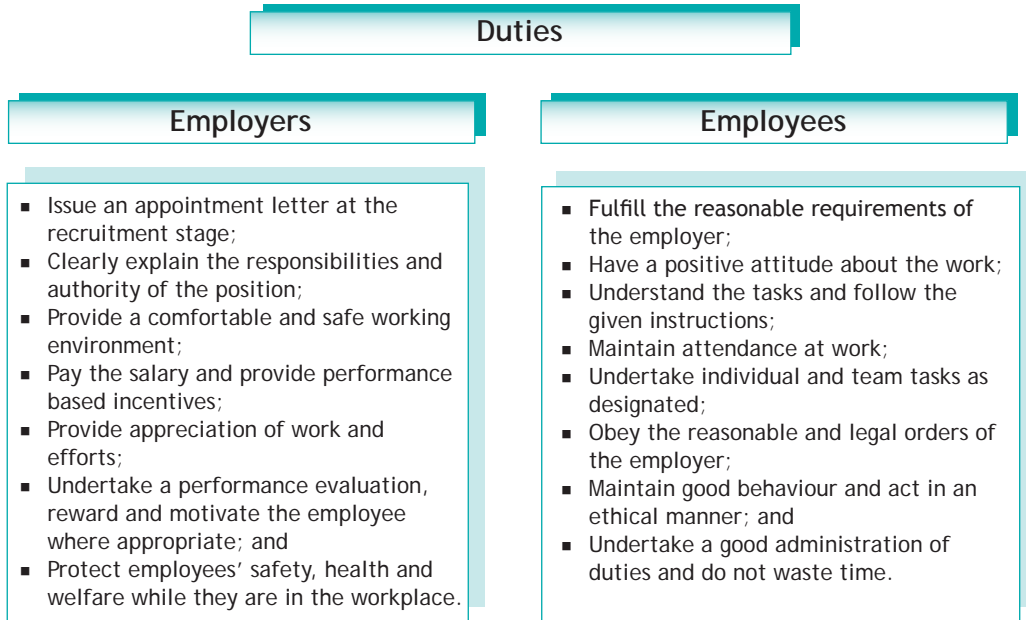 Duties
Employers
▪ Issue an appointment letter at the
recruitment stage;
▪ Clearly explain the responsibilities and
authority of the position;
▪ Provide a comfortable and safe working
environment;
▪ Pay the salary and provide performance
based incentives;
▪ Provide appreciation of work and
efforts;
▪ Undertake a performance evaluation,
reward and motivate the employee
where appropriate; and
▪ Protect employees’ safety, health and
welfare while they are in the workplace.
Employees
▪ Fulfill the reasonable requirements of
the employer;
▪ Have a positive attitude about the work;
▪ Understand the tasks and follow the
given instructions;
▪ Maintain attendance at work;
▪ Undertake individual and team tasks as
designated;
▪ Obey the reasonable and legal orders of
the employer;
▪ Maintain good behaviour and act in an
ethical manner; and
▪ Undertake a good administration of
duties and do not waste time.